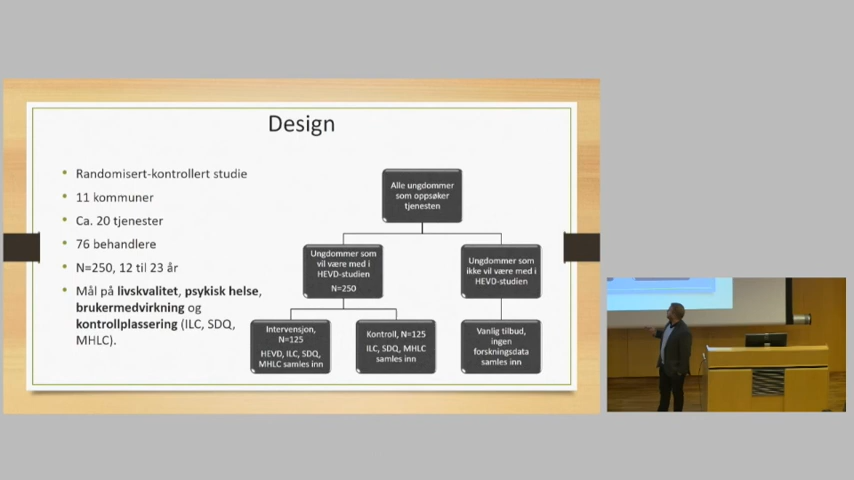 Design
Randomisert-kontrollert studie
11 kommuner
Ca. 20 tjenester
76 behandlere
N=250, 12 til 23 år
Mål på livskvalitet, psykisk helse,
brukermedvirkning og
kontrollplassering (ILC, SDQ,
MHLC).
Alle ungdommer
som oppsøker
tjenesten
Ungdommer som
vil være med i
HEVD-studien
N=250
Ungdommer som
ikke vil være med i
HEVD-studien
Intervensjon,
N=125
HEVD, ILC, SDQ,
MHLC samles inn
Kontroll, N=125
ILC, SDQ, MHLC
samles inn
Vanlig tilbud,
ingen
forskningsdata
samles inn